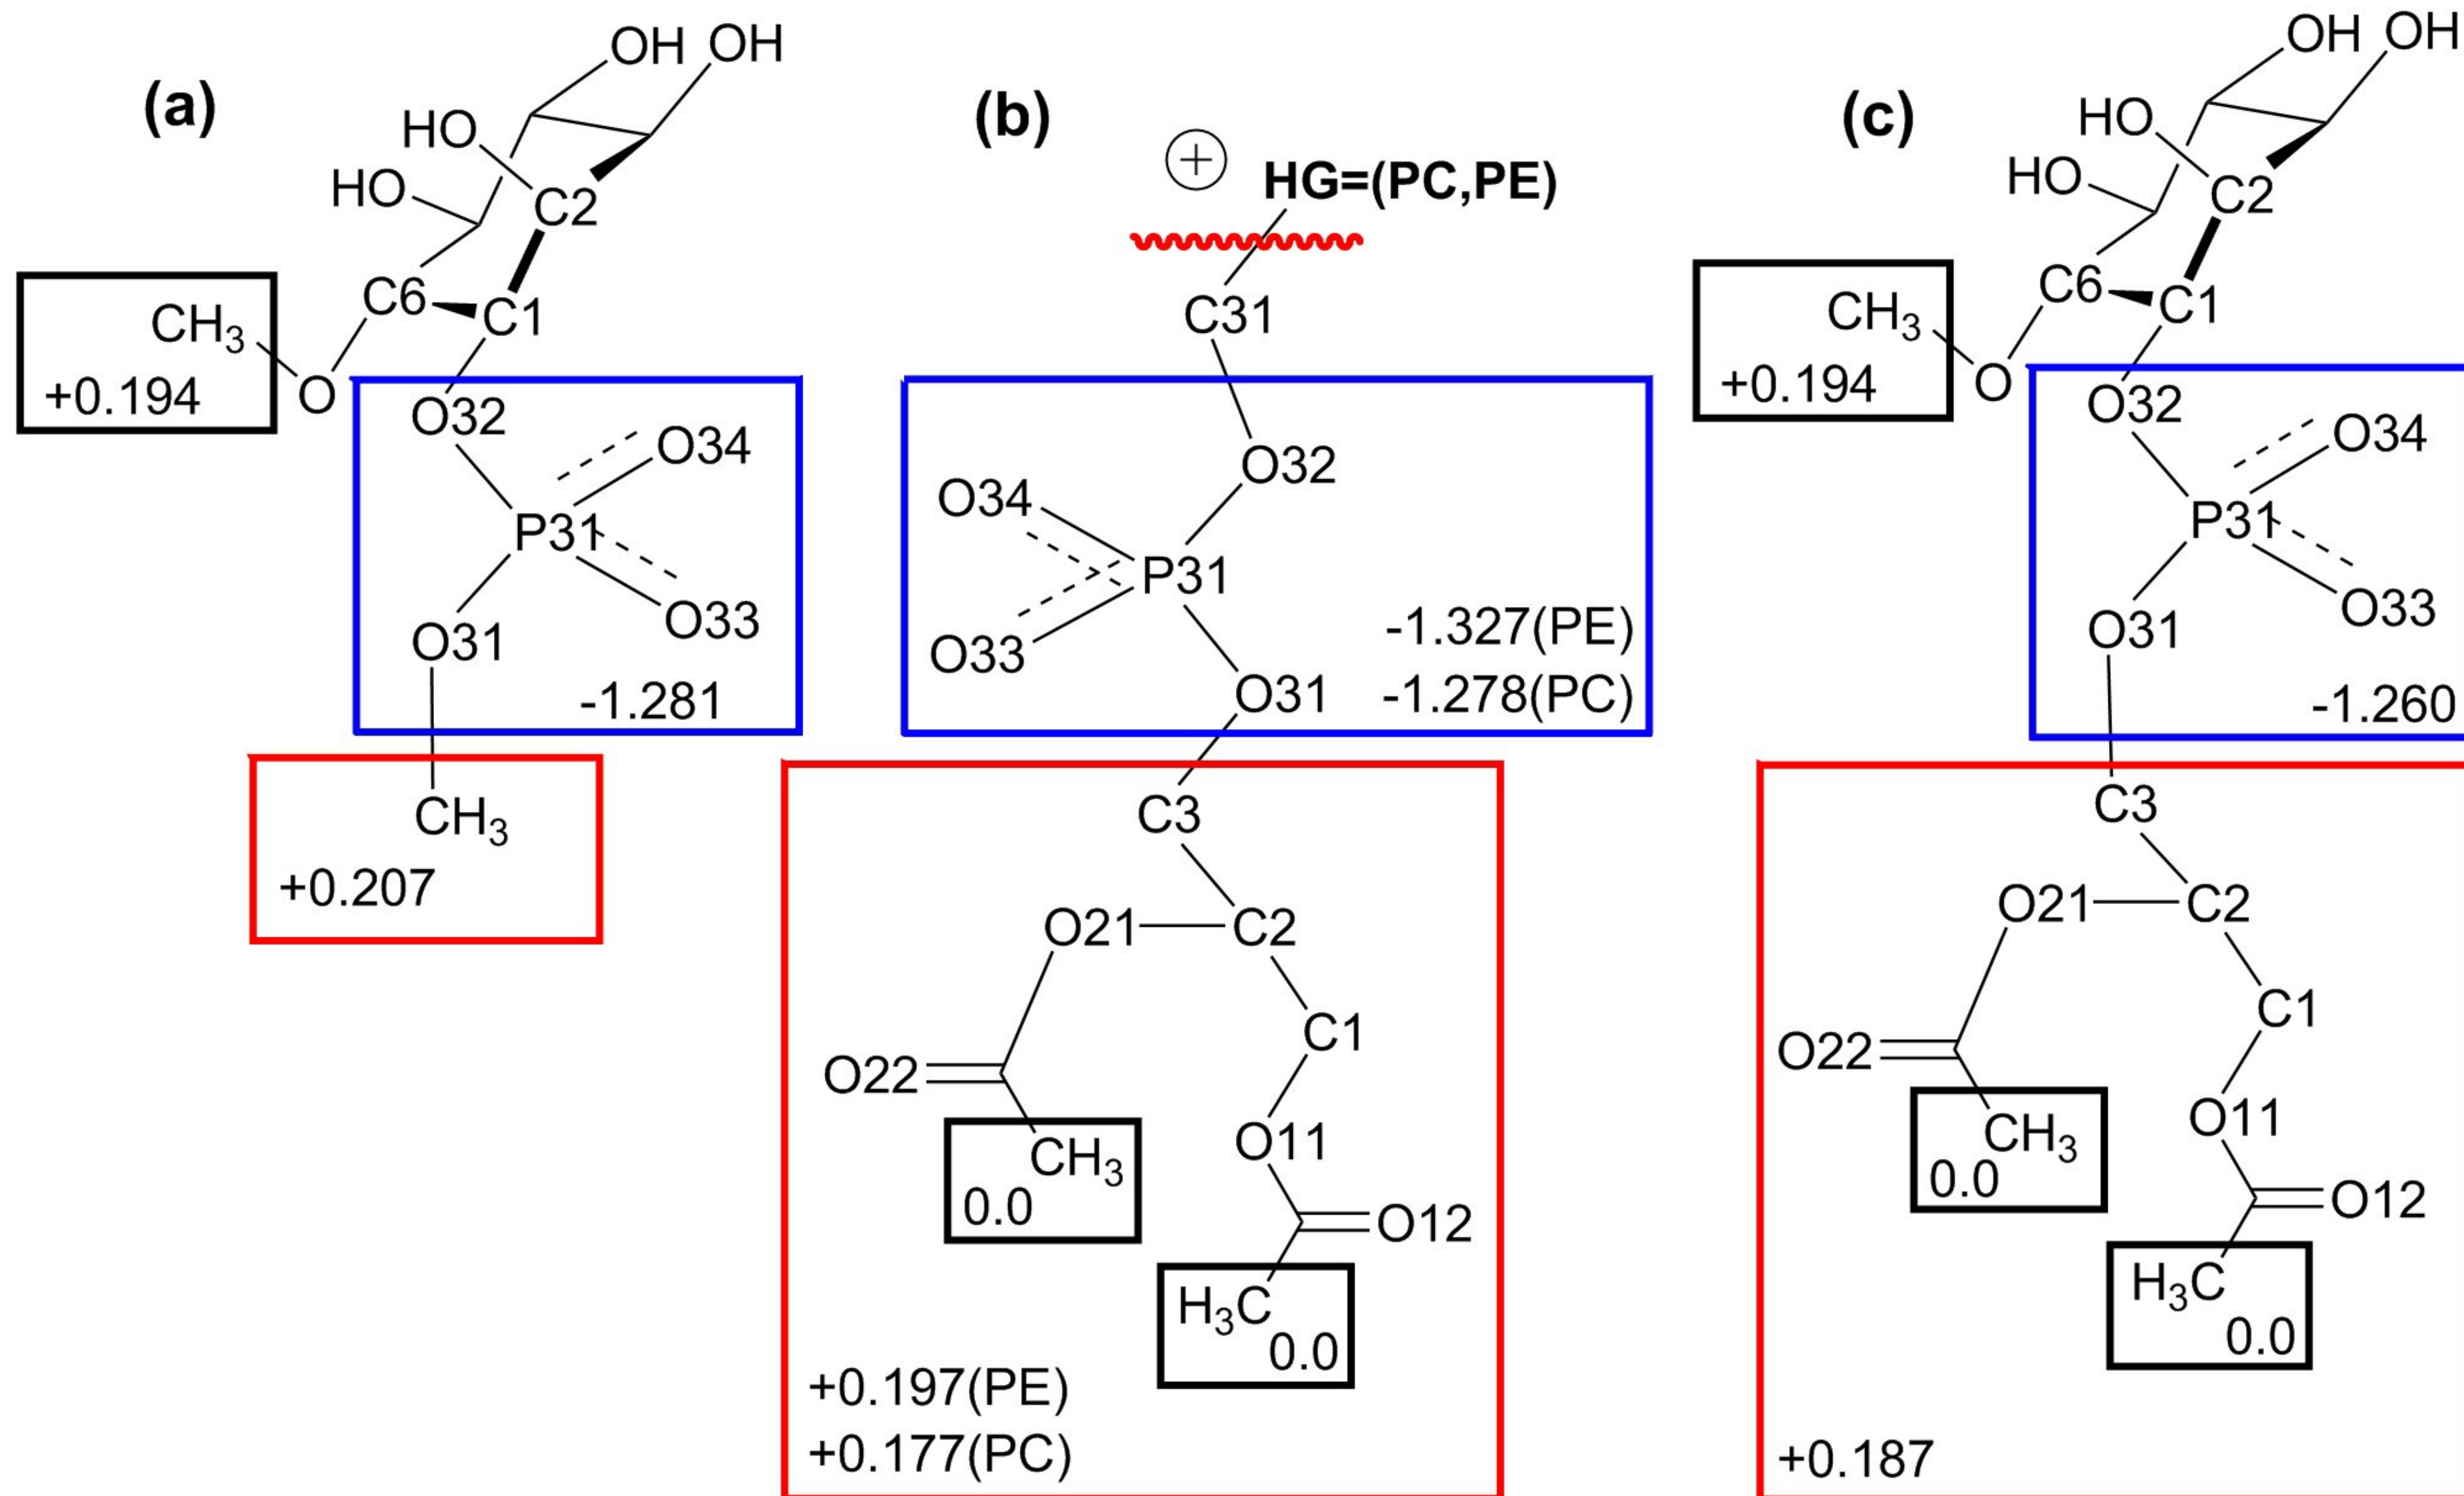 (a)
OH OH
HO
HO
C2
C6
C1
CH3
+0.194
O
O32
O34
P31
O33
O31
-1.281
CH3
+0.207
(b)
+
HG=(PC,PE)
C31
O32
O34
P31
O33
-1.327(PE)
O31
-1.278(PC)
C3
O21
C2
C1
O22
O11
CH3
0.0
O12
H3C
0.0
+0.197(PE)
+0.177(PC)
(c)
OH OH
HO
HO
C2
C6
C1
CH3
+0.194
O
O32
O34
P31
O33
O31
-1.260
C3
O21
C2
C1
O22
O11
CH3
0.0
O12
H3C
0.0
+0.187